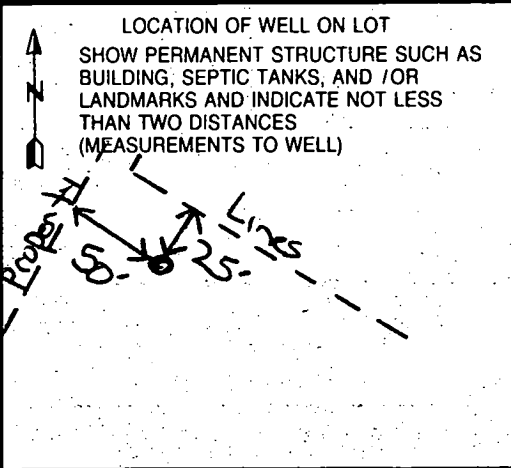 LOCATION OF WELL ON LOT
SHOW PERMANENT STRUCTURE SUCH AS
BUILDING, SEPTIC TANKS, AND / OR
LANDMARKS AND INDICATE NOT LESS
THAN TWO DISTANCES
(MEASUREMENTS TO WELL)
N
Property
Lines
50-
25-